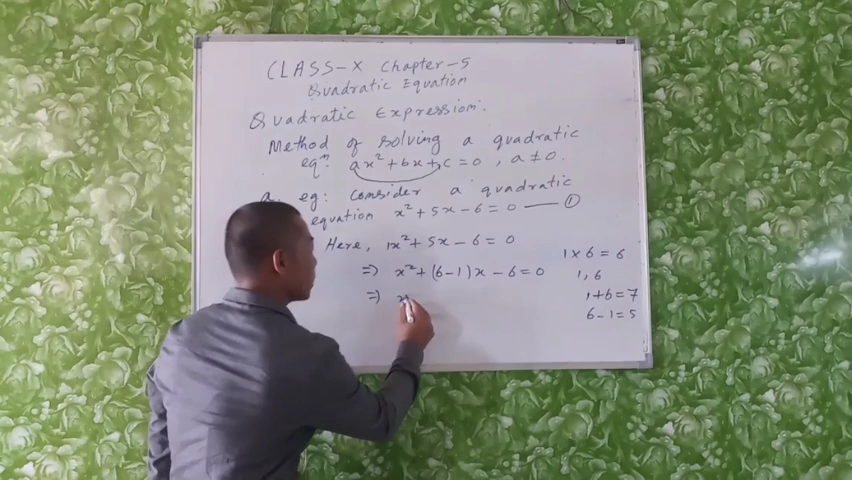 CLASS-X Chapter-5
Quadratic Equation
Quadratic Expression:
Method of solving a quadratic
eqⁿ. ax² + bx + c = 0 , a ≠ 0.
a. eg: Consider a quadratic
equation x² + 5x - 6 = 0 —— ①
Here, 1x² + 5x - 6 = 0
⇒) x² + (6-1)x - 6 = 0
⇒) x
1 x 6 = 6
1, 6
1 + 6 = 7
6 - 1 = 5